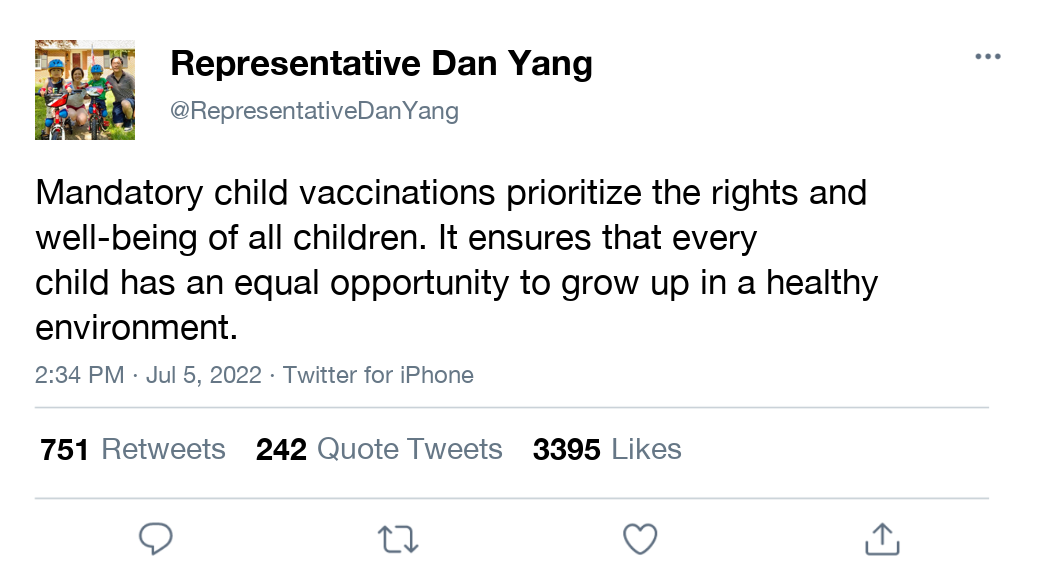 Representative Dan Yang
@RepresentativeDanYang
Mandatory child vaccinations prioritize the rights and
well-being of all children. It ensures that every
child has an equal opportunity to grow up in a healthy
environment.
2:34 PM · Jul 5, 2022 · Twitter for iPhone
751 Retweets 242 Quote Tweets 3395 Likes